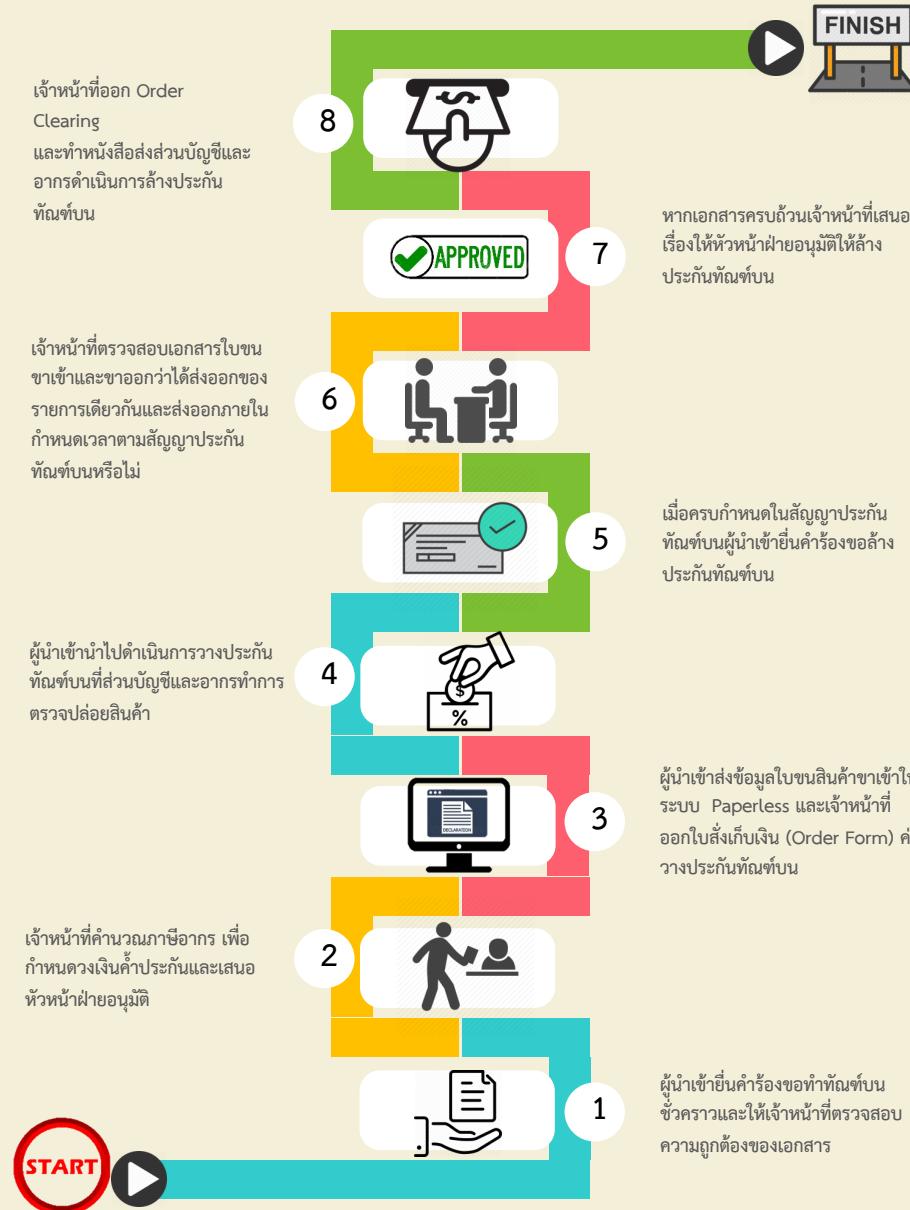 FINISH
เจ้าหน้าที่ออก Order
Clearing
และทำหนังสือส่งส่วนบัญชีและ
อากรดำเนินการล้างประกัน
ทัณฑ์บน
8
หากเอกสารครบถ้วนเจ้าหน้าที่เสนอ
เรื่องให้หัวหน้าฝ่ายอนุมัติให้ล้าง
ประกันทัณฑ์บน
7
APPROVED
เจ้าหน้าที่ตรวจสอบเอกสารใบขน
ขาเข้าและขาออกว่าได้ส่งออกของ
รายการเดียวกันและส่งออกภายใน
กำหนดเวลาตามสัญญาประกัน
ทัณฑ์บนหรือไม่
6
เมื่อครบกำหนดในสัญญาประกัน
ทัณฑ์บนผู้นำเข้ายื่นคำร้องขอล้าง
ประกันทัณฑ์บน
5
ผู้นำเข้านำไปดำเนินการวางประกัน
ทัณฑ์บนที่ส่วนบัญชีและอากรทำการ
ตรวจปล่อยสินค้า
4
$
%
ผู้นำเข้าส่งข้อมูลใบขนสินค้าขาเข้า
ระบบ Paperless และเจ้าหน้าที่
ออกใบสั่งเก็บเงิน (Order Form)
วางประกันทัณฑ์บน
3
DECLARATION
เจ้าหน้าที่คำนวณภาษีอากร เพื่อ
กำหนดวงเงินค้ำประกันและเสนอ
หัวหน้าฝ่ายอนุมัติ
2
ผู้นำเข้ายื่นคำร้องขอทำทัณฑ์บน
ชั่วคราวและให้เจ้าหน้าที่ตรวจสอบ
ความถูกต้องของเอกสาร
1
START